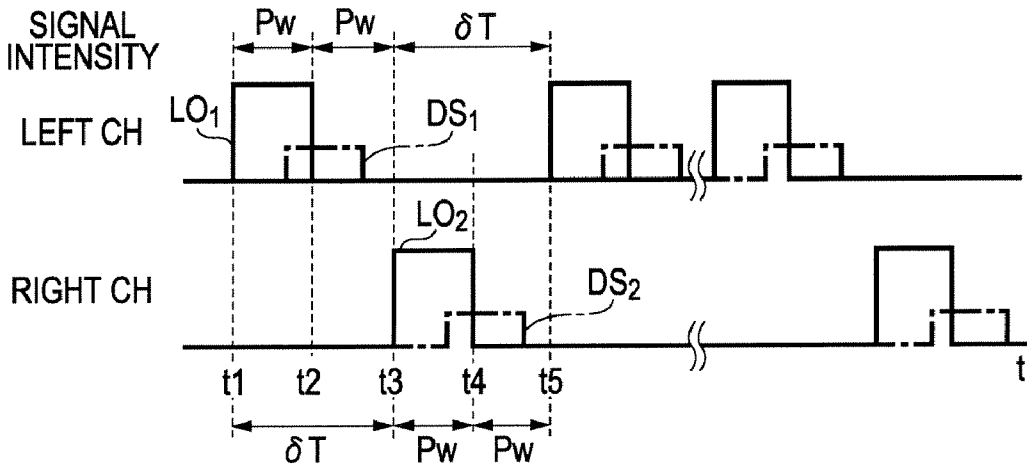 SIGNAL
INTENSITY
Pw Pw δT
LO1 DS1
LEFT CH
LO2
RIGHT CH DS2
t1 t2 t3 t4 t5 t
δT Pw Pw